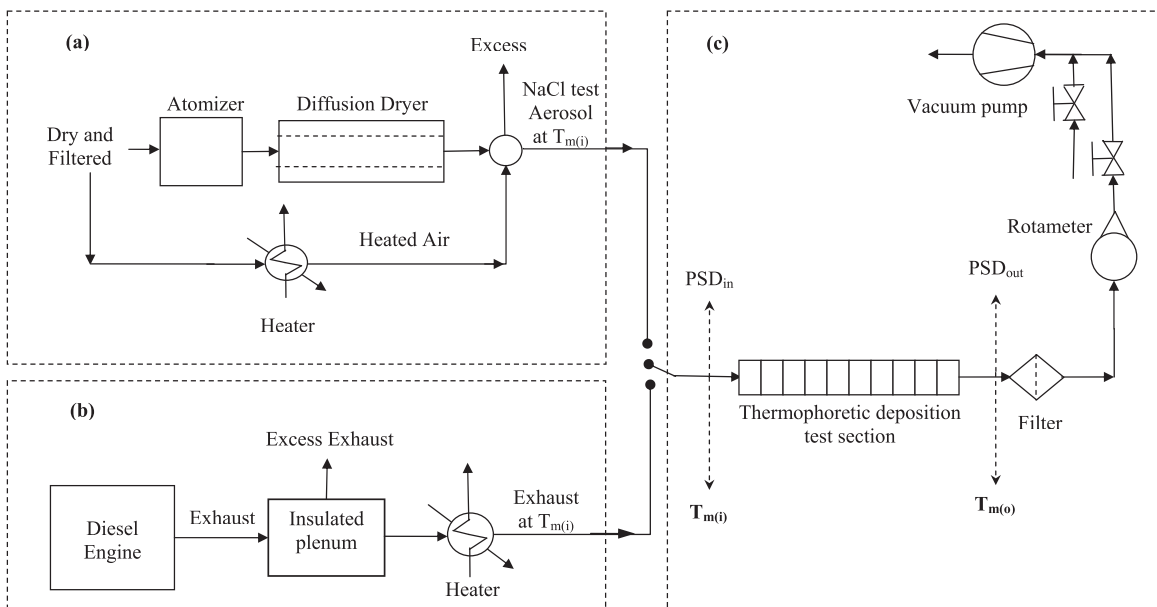 (a)
Excess
Atomizer
Diffusion Dryer
NaCl test
Aerosol
at Tm(i)
Dry and
Filtered
Heated Air
Heater
(b)
Excess Exhaust
Diesel
Engine
Exhaust
Insulated
plenum
Exhaust
at Tm(i)
Heater
(c)
Vacuum pump
Rotameter
PSDin
PSDout
Thermophoretic deposition
test section
Filter
Tm(i)
Tm(o)